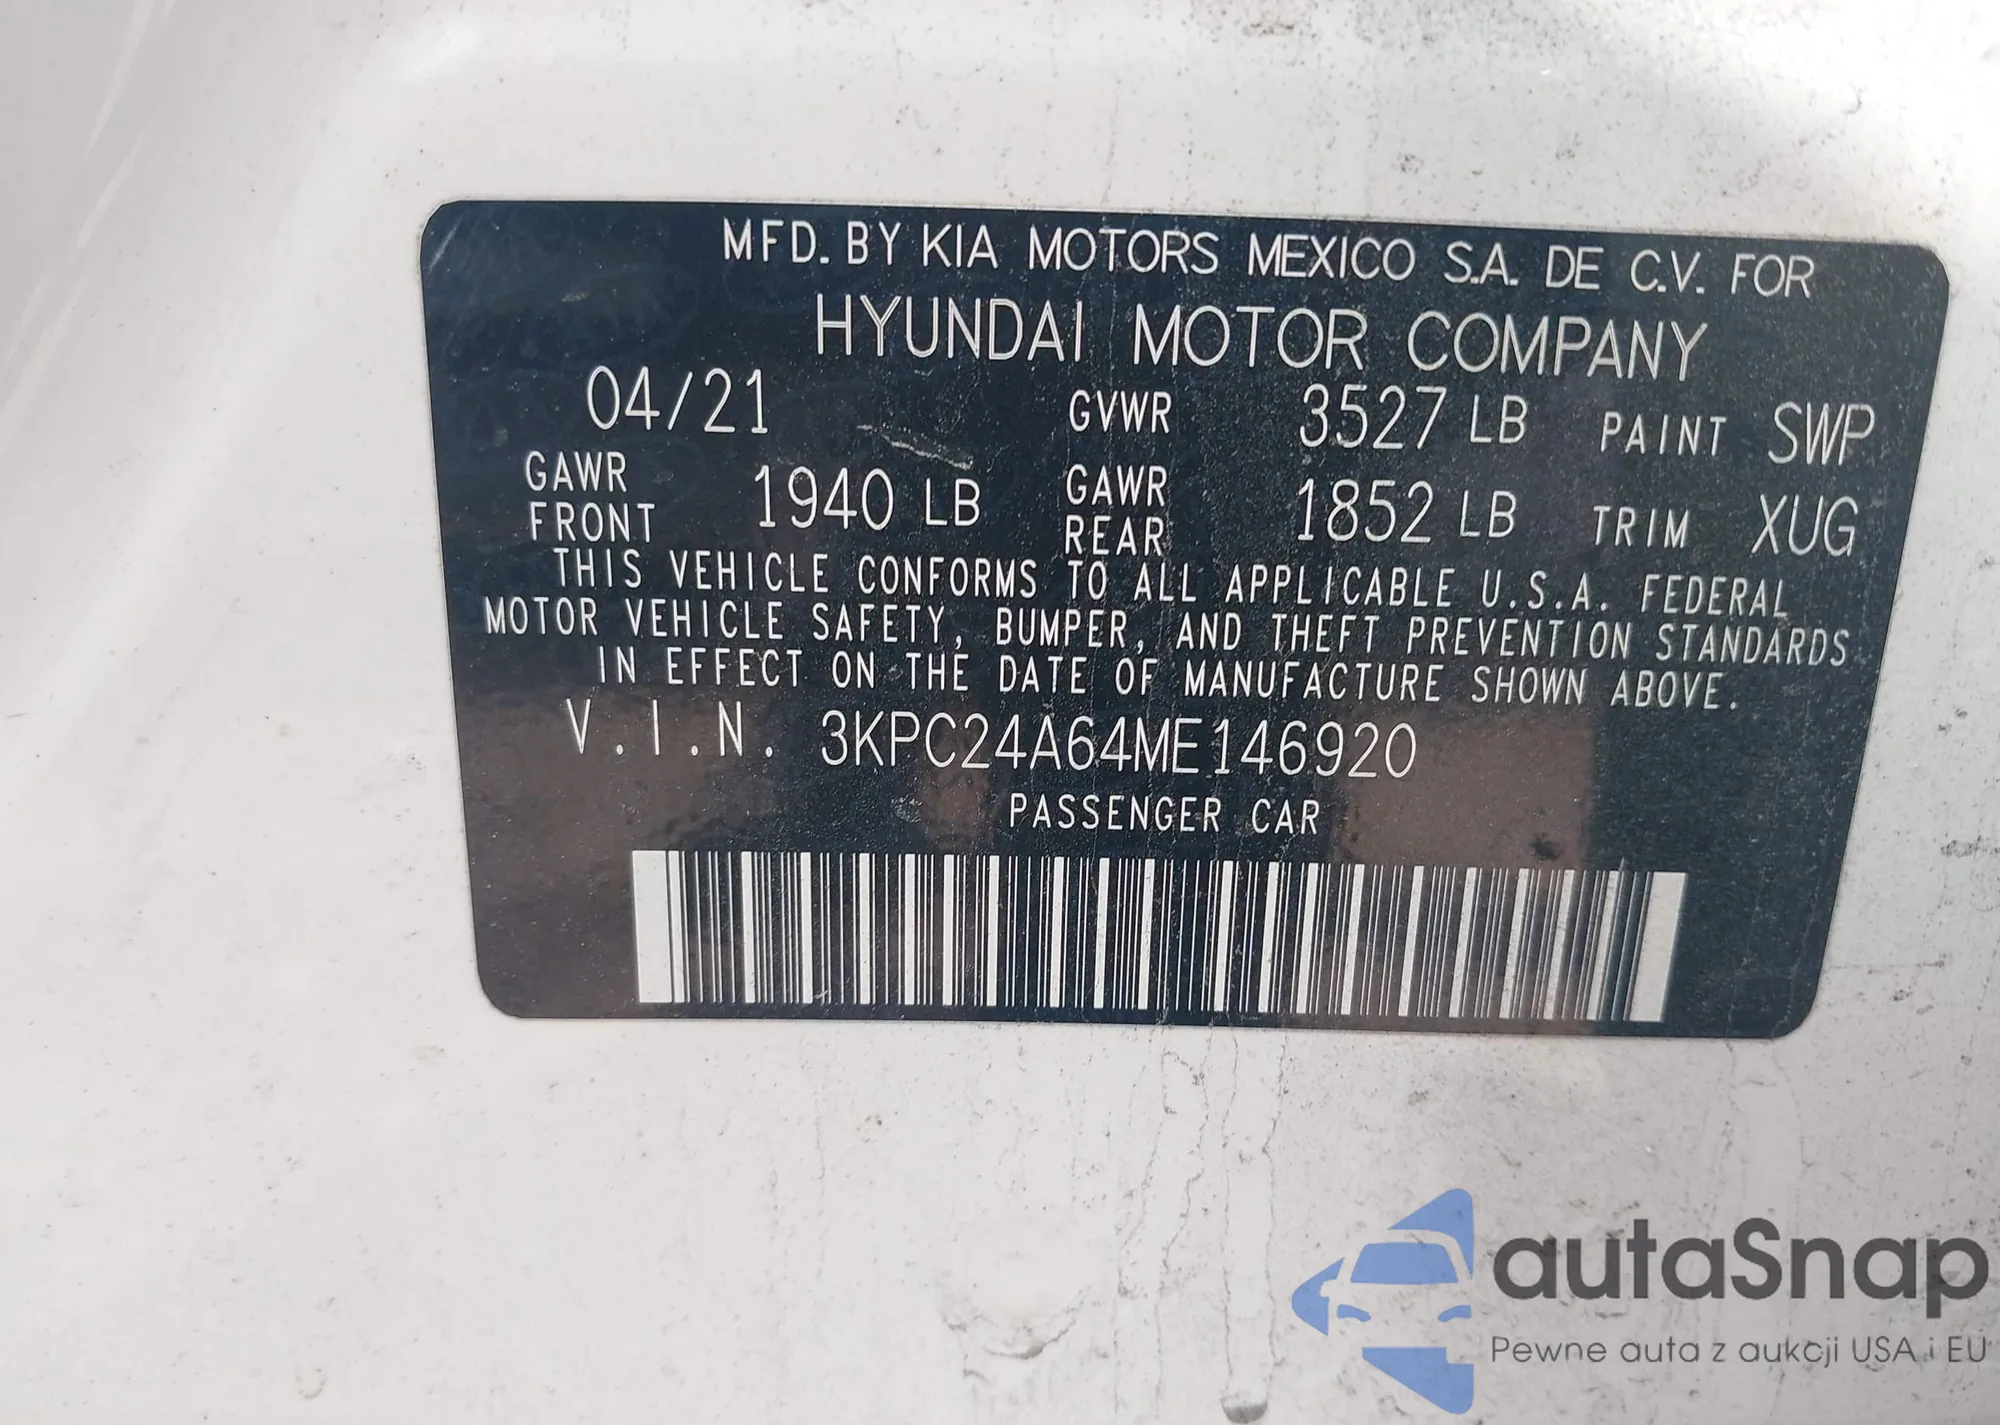 MFD. BY KIA MOTORS MEXICO S.A. DE C.V. FOR
HYUNDAI MOTOR COMPANY
04/21 GVWR 3527 LB PAINT SWP
GAWR FRONT 1940 LB GAWR REAR 1852 LB TRIM XUG
THIS VEHICLE CONFORMS TO ALL APPLICABLE U.S.A. FEDERAL
MOTOR VEHICLE SAFETY, BUMPER, AND THEFT PREVENTION STANDARDS
IN EFFECT ON THE DATE OF MANUFACTURE SHOWN ABOVE.
V.I.N. 3KPC24A64ME146920
PASSENGER CAR
autaSnap
Pewne auta z aukcji USA i EU